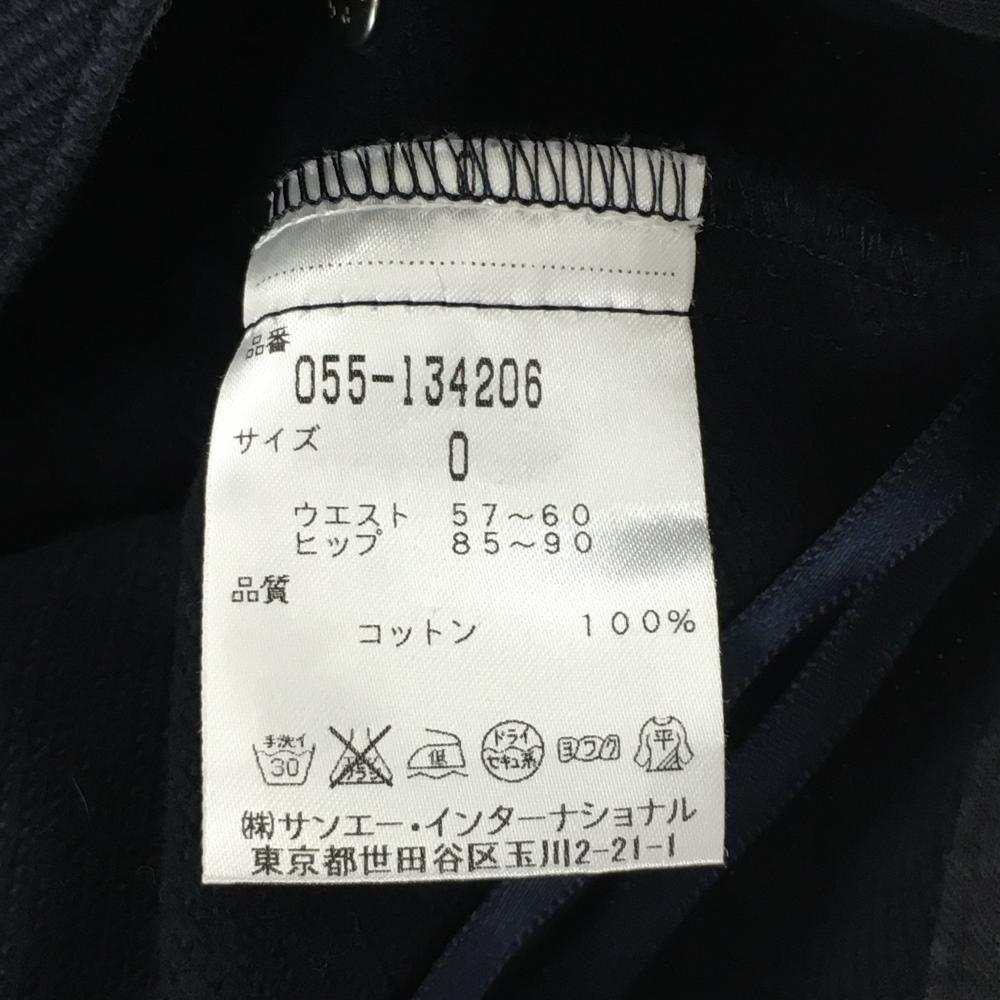 品番
055-134206
サイズ 0
ウエスト 57～60
ヒップ 85～90
品質
コットン 100%
手洗イ 30 低 ドライ セキユ系 ヨワク 平
㈱サンエー・インターナショナル
東京都世田谷区玉川2-21-1